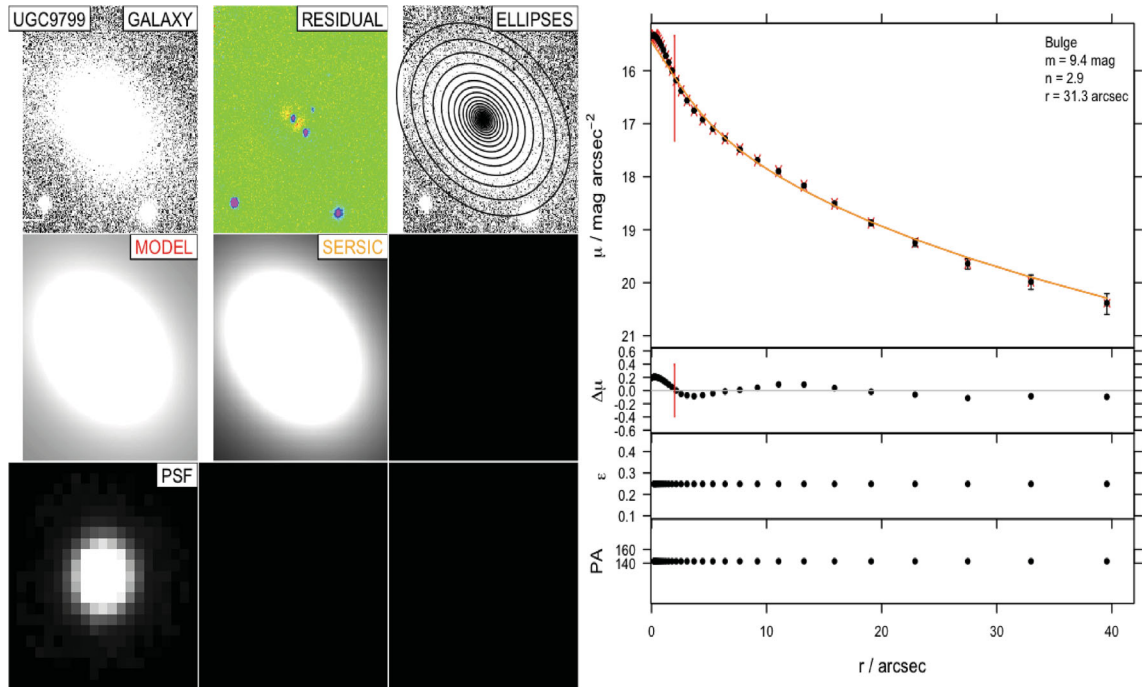 UGC9799 GALAXY
RESIDUAL
ELLIPSES
MODEL
SERSIC
PSF
Bulge
m = 9.4 mag
n = 2.9
r = 31.3 arcsec
μ / mag arcsec⁻²
16
17
18
19
20
21
Δμ
0.6
0.4
0.2
0.0
-0.2
-0.4
-0.6
ε
0.4
0.3
0.2
0.1
PA
160
140
0 10 20 30 40
r / arcsec